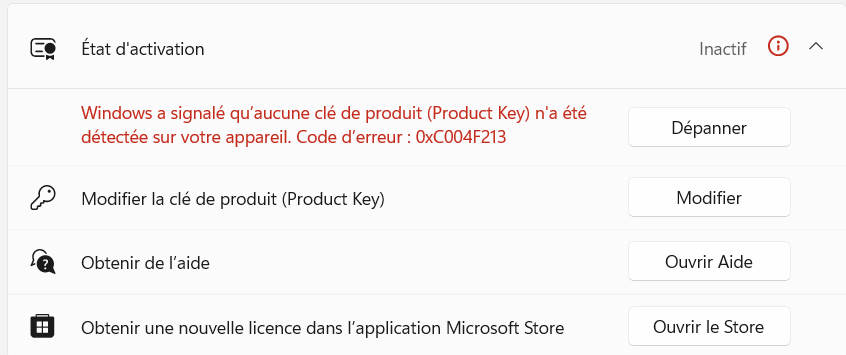 État d'activation
Inactif
Windows a signalé qu’aucune clé de produit (Product Key) n'a été
détectée sur votre appareil. Code d’erreur : 0xC004F213
Dépanner
Modifier la clé de produit (Product Key)
Modifier
Obtenir de l’aide
Ouvrir Aide
Obtenir une nouvelle licence dans l’application Microsoft Store
Ouvrir le Store